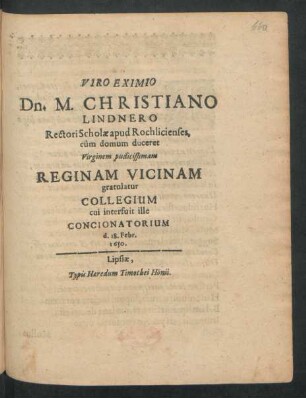 VIRO EXIMIO
Dn. M. CHRISTIANO
LINDNERO
Rectori Scholæ apud Rochlicienses,
cùm domum duceret
Virginem pudicissimam
REGINAM VICINAM
gratulatur
COLLEGIUM
cui interfuit ille
CONCIONATORIUM
d. 18. Febr.
1650.
Lipsiæ,
Typis Hæredum Timothei Hönii.